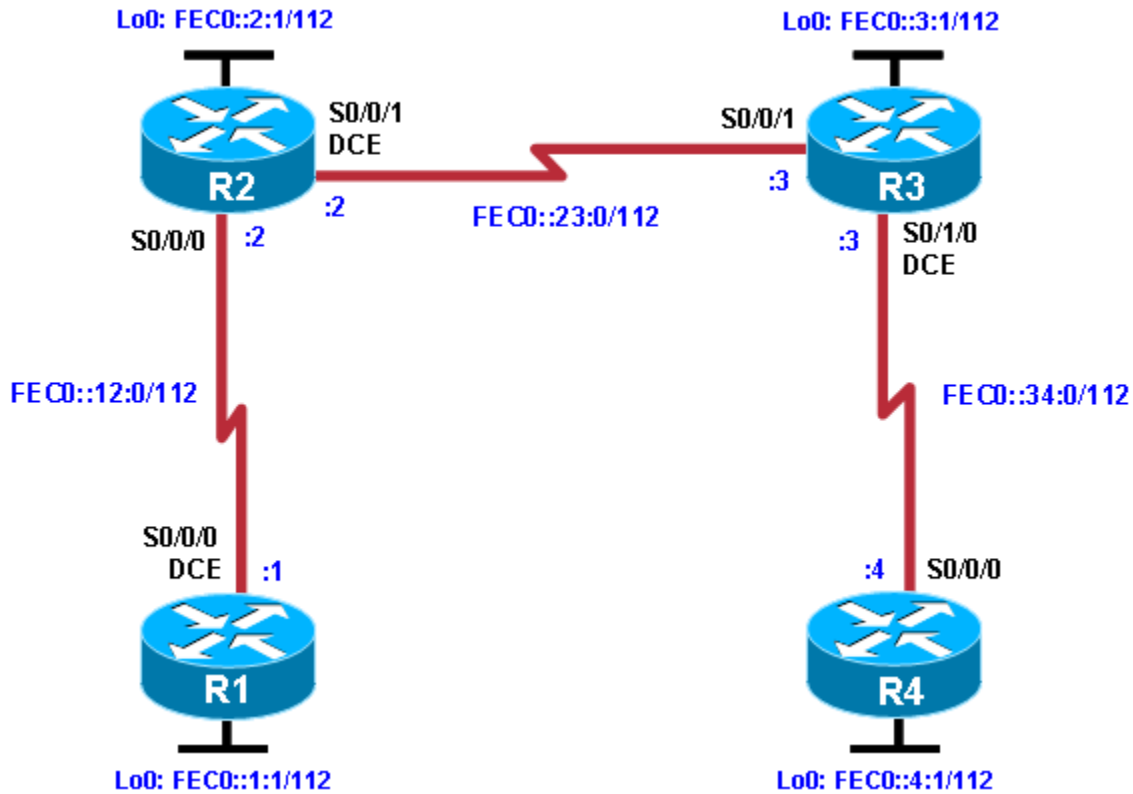 Lo0: FEC0::2:1/112
Lo0: FEC0::3:1/112
S0/0/1
DCE
S0/0/1
R2
R3
:2
:3
FEC0::23:0/112
S0/0/0
:2
:3
S0/1/0
DCE
FEC0::12:0/112
FEC0::34:0/112
S0/0/0
DCE
:1
:4
S0/0/0
R1
R4
Lo0: FEC0::1:1/112
Lo0: FEC0::4:1/112